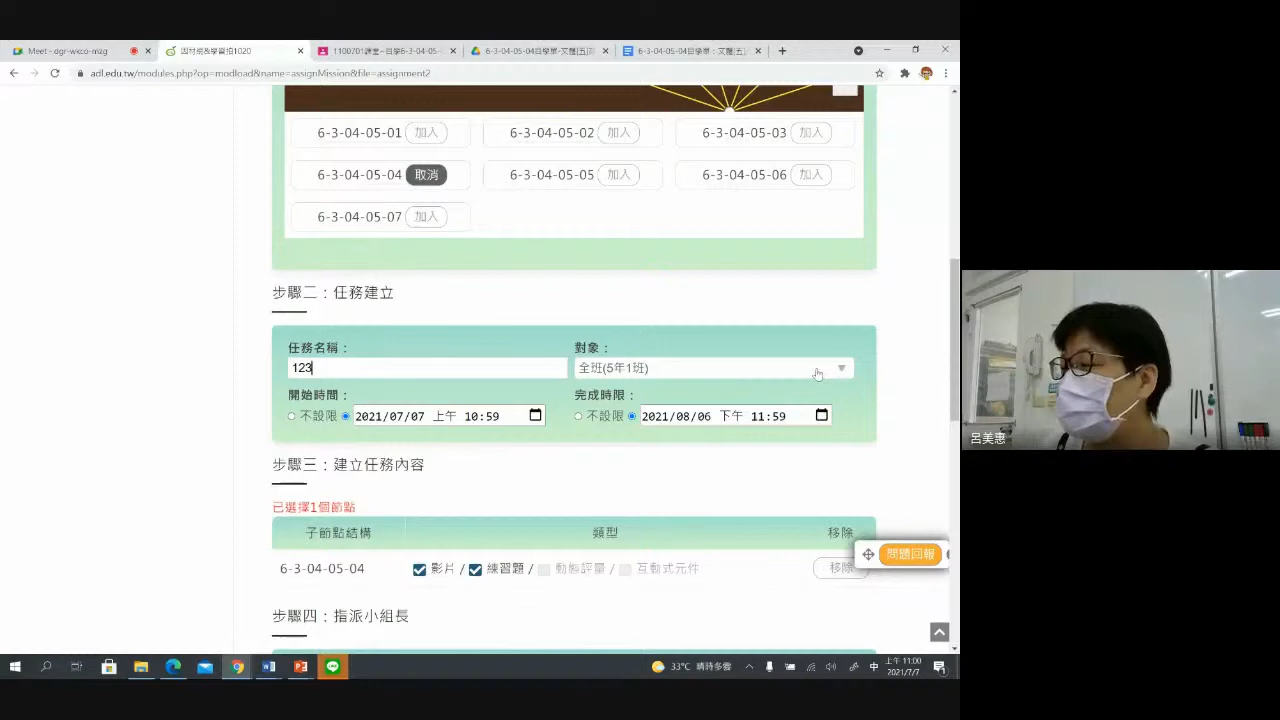 Meet - dgr-wkco-mzg
因材網&學習拍1020
1100701課堂-自學6-3-04-05-
6-3-04-05-04自學單-文體[五]
6-3-04-05-04自學單：文體[五]
adl.edu.tw/modules.php?op=modload&name=assignMission&file=assignment2
6-3-04-05-01 加入
6-3-04-05-02 加入
6-3-04-05-03 加入
6-3-04-05-04 取消
6-3-04-05-05 加入
6-3-04-05-06 加入
6-3-04-05-07 加入
步驟二：任務建立
任務名稱：
對象：
123
全班(5年1班)
開始時間：
完成時限：
不設限 2021/07/07 上午 10:59
不設限 2021/08/06 下午 11:59
步驟三：建立任務內容
已選擇1個節點
子節點結構 類型 移除
問題回報
6-3-04-05-04 影片 / 練習題 / 動態評量 / 互動式元件 移除
步驟四：指派小組長
呂美惠
33°C 晴時多雲
中
上午 11:00
2021/7/7